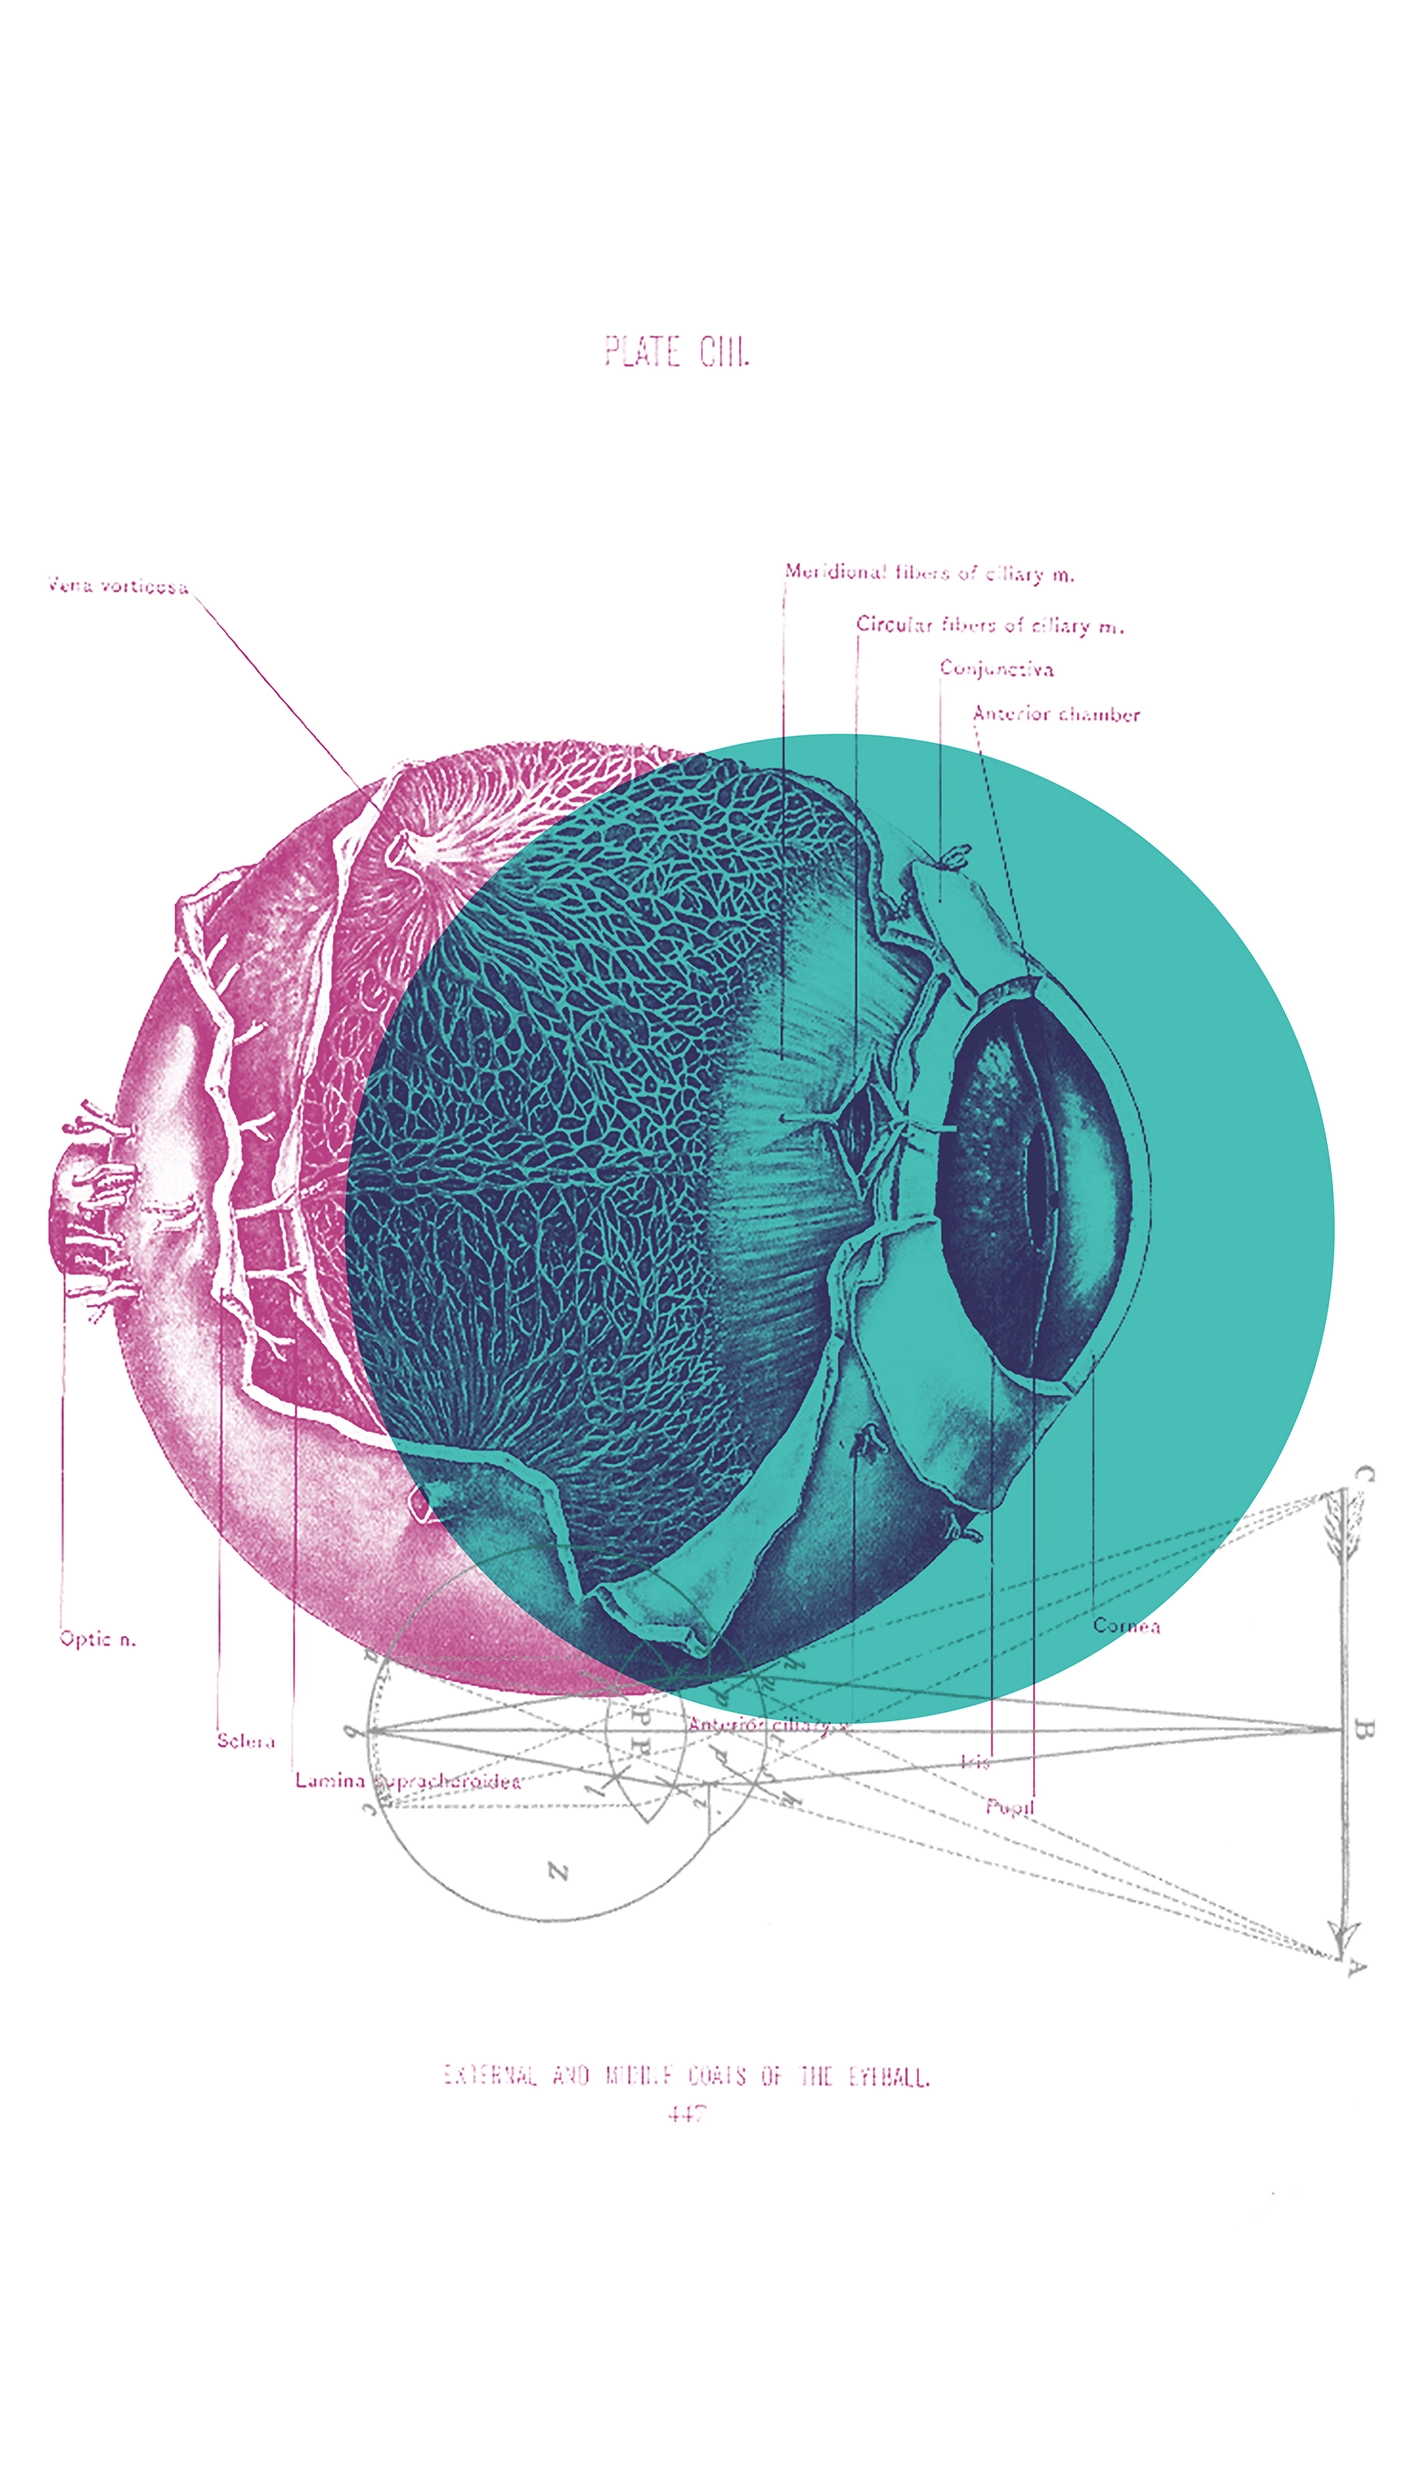 PLATE CIII.
Vena vorticosa
Meridional fibers of ciliary m.
Circular fibers of ciliary m.
Conjunctiva
Anterior chamber
C
Optic n.
Cornea
a
h
m
p
b
Sclera
P P
Anterior ciliary v.
B
Iris
Lamina suprachoroidea
p
l
i
h
c
Pupil
Z
A
EXTERNAL AND MIDDLE COATS OF THE EYEBALL.
447